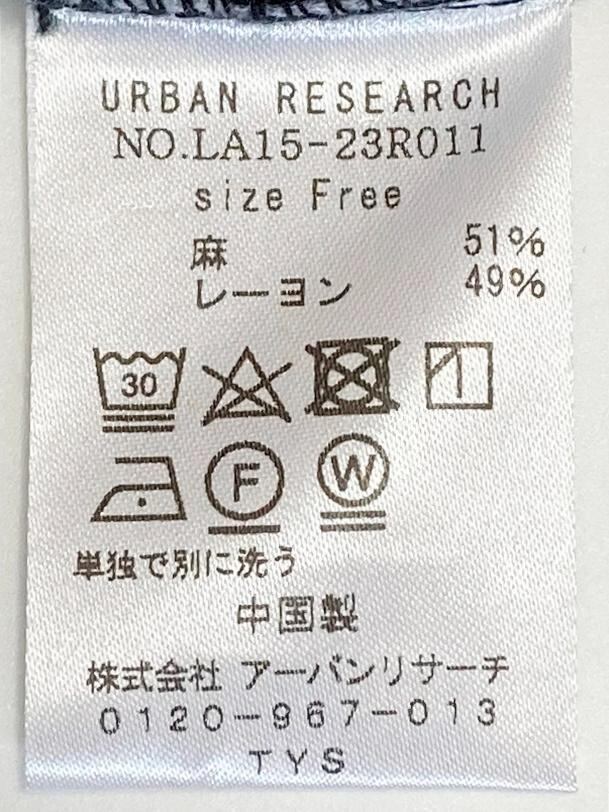 URBAN RESEARCH
NO.LA15-23R011
size Free
麻 51%
レーヨン 49%
30
F W
単独で別に洗う
中国製
株式会社 アーバンリサーチ
0120-967-013
TYS